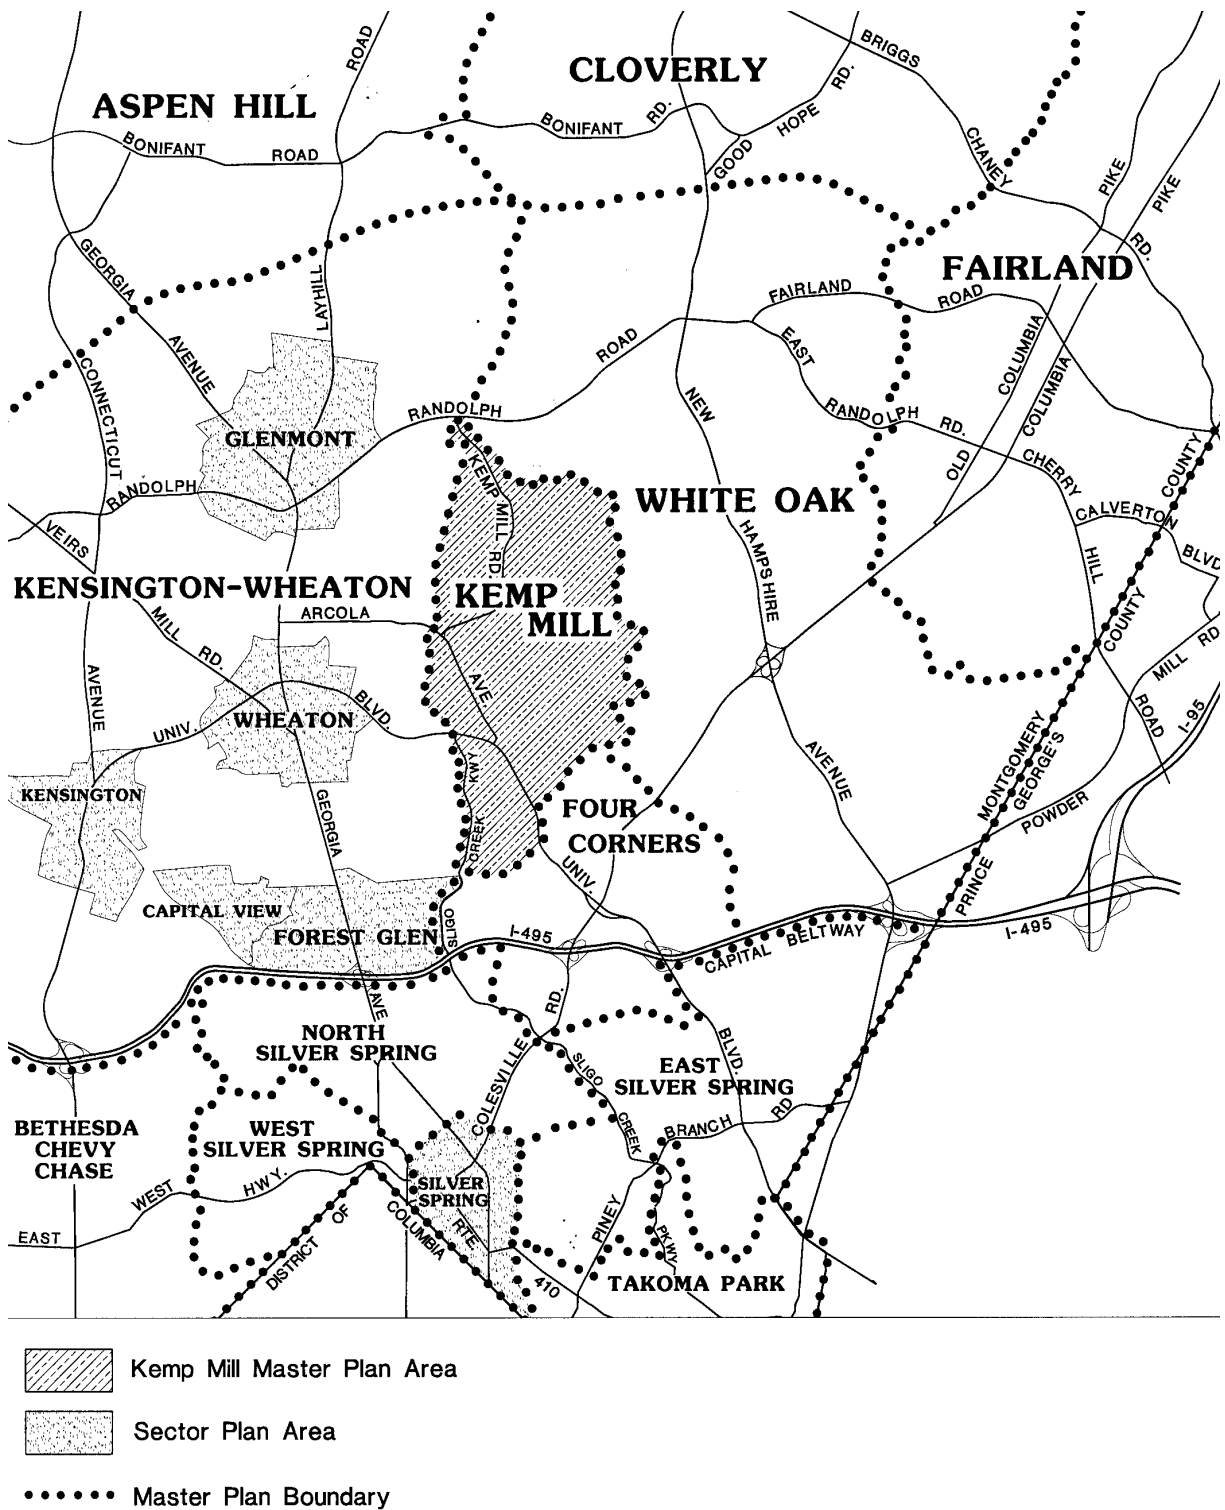 ROAD
BRIGGS
CLOVERLY
ASPEN HILL
RD.
HOPE
RD.
BONIFANT
BONIFANT
ROAD
GOOD
CHANEY
PIKE
PIKE
RD.
GEORGIA
LAYHILL
FAIRLAND
FAIRLAND
ROAD
AVENUE
ROAD
EAST
COLUMBIA
COLUMBIA
CONNECTICUT
RANDOLPH
NEW
RANDOLPH
RD.
GLENMONT
OLD
CHERRY
COUNTY
KEMP MILL RD.
RANDOLPH
WHITE OAK
CALVERTON
BLVD
VEIRS
HAMPSHIRE
HILL
KENSINGTON-WHEATON
KEMP
MILL
ARCOLA
MILL
RD.
COUNTY
MILL RD
AVENUE
AVE
UNIV.
WHEATON
BLVD.
ROAD
I-95
KENSINGTON
GEORGIA
KWY
CREEK
AVENUE
MONTGOMERY
GEORGE'S
POWDER
FOUR
CORNERS
UNIV.
PRINCE
CAPITAL VIEW
FOREST GLEN
SLIGO
I-495
CAPITAL
BELTWAY
I-495
AVE
RD.
NORTH
SILVER SPRING
COLESVILLE
SLIGO
BLVD.
EAST
SILVER SPRING
BETHESDA
CHEVY
CHASE
WEST
SILVER SPRING
CREEK
BRANCH
RD
WEST
HWY.
SILVER
SPRING
EAST
DISTRICT
OF
COLUMBIA
RTE
410
PINEY
PKWY
TAKOMA PARK
Kemp Mill Master Plan Area
Sector Plan Area
Master Plan Boundary